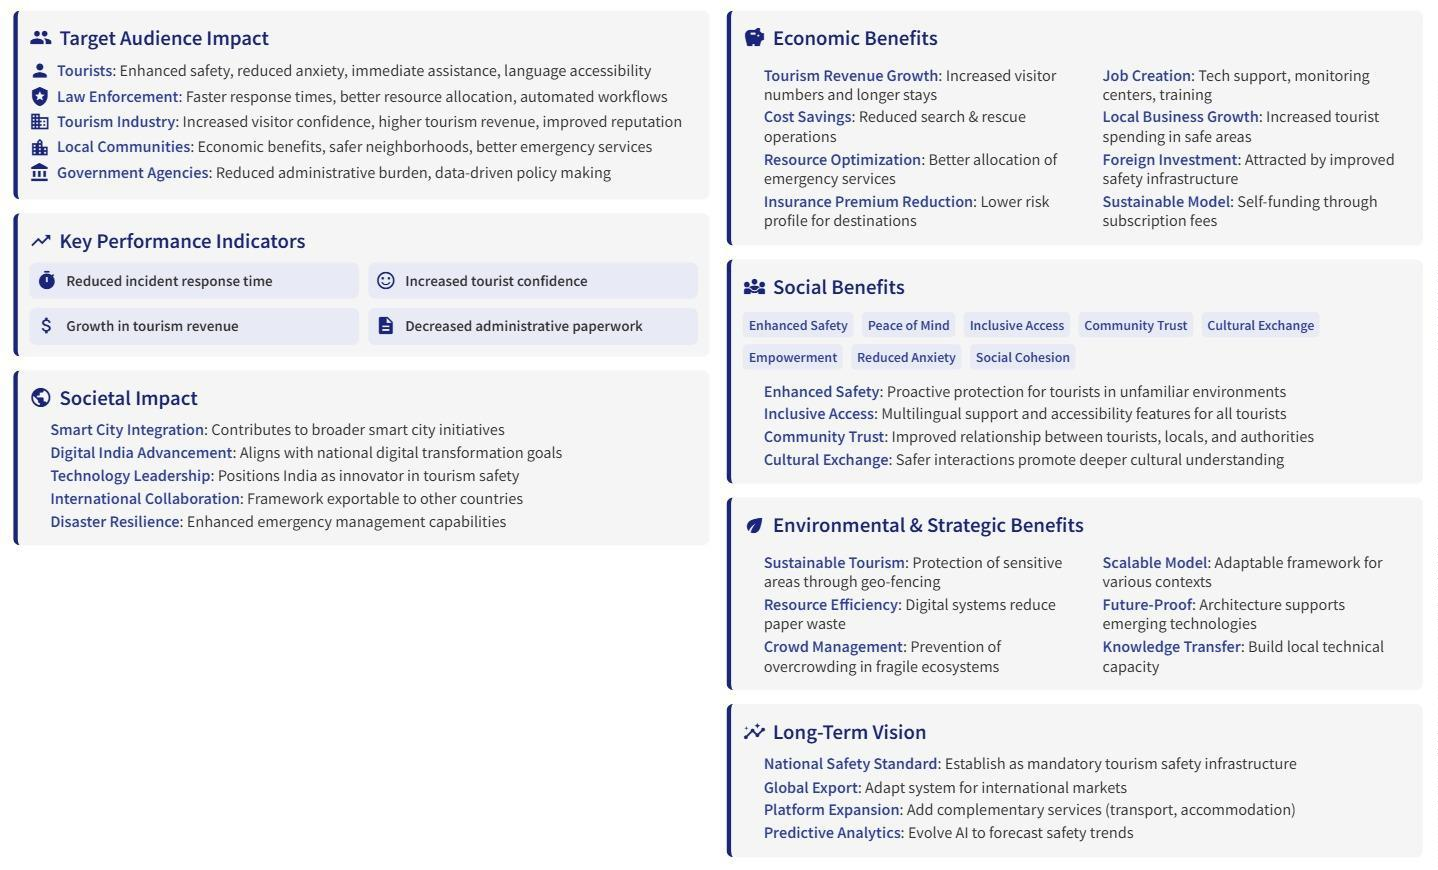 Target Audience Impact
Tourists: Enhanced safety, reduced anxiety, immediate assistance, language accessibility
Law Enforcement: Faster response times, better resource allocation, automated workflows
Tourism Industry: Increased visitor confidence, higher tourism revenue, improved reputation
Local Communities: Economic benefits, safer neighborhoods, better emergency services
Government Agencies: Reduced administrative burden, data-driven policy making
Key Performance Indicators
Reduced incident response time
Increased tourist confidence
Growth in tourism revenue
Decreased administrative paperwork
Societal Impact
Smart City Integration: Contributes to broader smart city initiatives
Digital India Advancement: Aligns with national digital transformation goals
Technology Leadership: Positions India as innovator in tourism safety
International Collaboration: Framework exportable to other countries
Disaster Resilience: Enhanced emergency management capabilities
Economic Benefits
Tourism Revenue Growth: Increased visitor
numbers and longer stays
Cost Savings: Reduced search & rescue
operations
Resource Optimization: Better allocation of
emergency services
Insurance Premium Reduction: Lower risk
profile for destinations
Job Creation: Tech support, monitoring
centers, training
Local Business Growth: Increased tourist
spending in safe areas
Foreign Investment: Attracted by improved
safety infrastructure
Sustainable Model: Self-funding through
subscription fees
Social Benefits
Enhanced Safety
Peace of Mind
Inclusive Access
Community Trust
Cultural Exchange
Empowerment
Reduced Anxiety
Social Cohesion
Enhanced Safety: Proactive protection for tourists in unfamiliar environments
Inclusive Access: Multilingual support and accessibility features for all tourists
Community Trust: Improved relationship between tourists, locals, and authorities
Cultural Exchange: Safer interactions promote deeper cultural understanding
Environmental & Strategic Benefits
Sustainable Tourism: Protection of sensitive
areas through geo-fencing
Resource Efficiency: Digital systems reduce
paper waste
Crowd Management: Prevention of
overcrowding in fragile ecosystems
Scalable Model: Adaptable framework for
various contexts
Future-Proof: Architecture supports
emerging technologies
Knowledge Transfer: Build local technical
capacity
Long-Term Vision
National Safety Standard: Establish as mandatory tourism safety infrastructure
Global Export: Adapt system for international markets
Platform Expansion: Add complementary services (transport, accommodation)
Predictive Analytics: Evolve AI to forecast safety trends